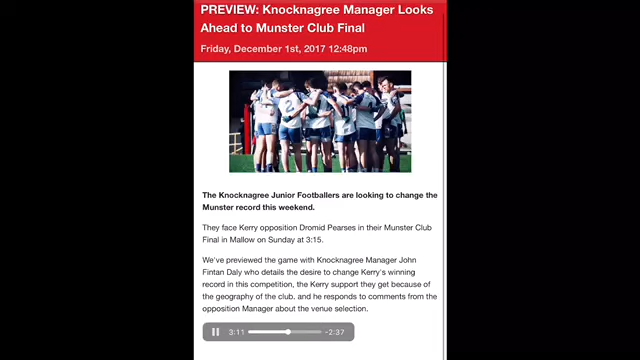 PREVIEW: Knocknagree Manager Looks
Ahead to Munster Club Final
Friday, December 1st, 2017 12:48pm
2
The Knocknagree Junior Footballers are looking to change the
Munster record this weekend.
They face Kerry opposition Dromid Pearses in their Munster Club
Final in Mallow on Sunday at 3:15.
We've previewed the game with Knocknagree Manager John
Fintan Daly who details the desire to change Kerry's winning
record in this competition, the Kerry support they get because of
the geography of the club, and he responds to comments from the
opposition Manager about the venue selection.
3:11 -2:37